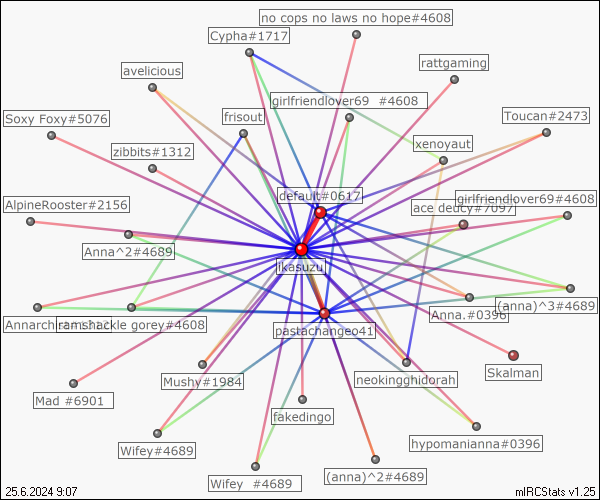 no cops no laws no hope#4608
Cypha#1717
rattgaming
avelicious
girlfriendlover69 #4608
Soxy Foxy#5076
frisout
Toucan#2473
zibbits#1312
xenoyaut
default#0617
AlpineRooster#2156
ace deucy#7097
girlfriendlover69#4608
Anna^2#4689
ikasuzu
Annarchi
ramshackle gorey#4608
pastachangeo41
Anna.#0396
(anna)^3#4689
Mushy#1984
neokingghidorah
Skalman
Mad #6901
fakedingo
Wifey#4689
hypomanianna#0396
Wifey #4689
(anna)^2#4689
25.6.2024 9:07
mIRCStats v1.25